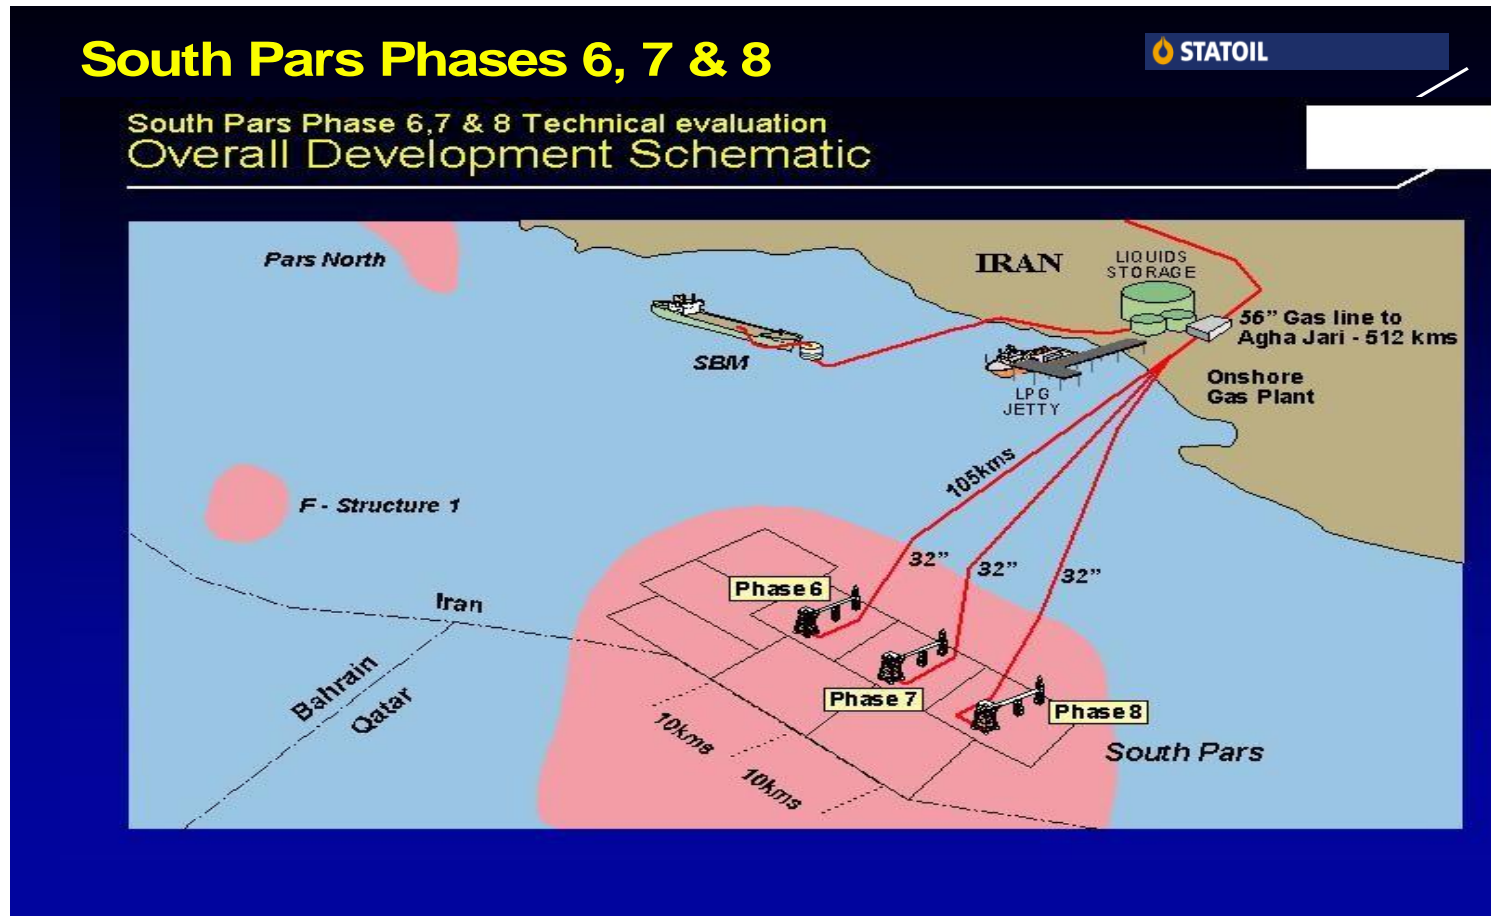 South Pars Phases 6, 7 & 8
STATOIL
South Pars Phase 6,7 & 8 Technical evaluation
Overall Development Schematic
Pars North
IRAN
LIQUIDS
STORAGE
56” Gas line to
Agha Jari - 512 kms
SBM
Onshore
Gas Plant
LPG
JETTY
105kms
F - Structure 1
32”
32”
32”
Phase 6
Iran
Bahrain
Qatar
Phase 7
Phase 8
10kms
10kms
South Pars